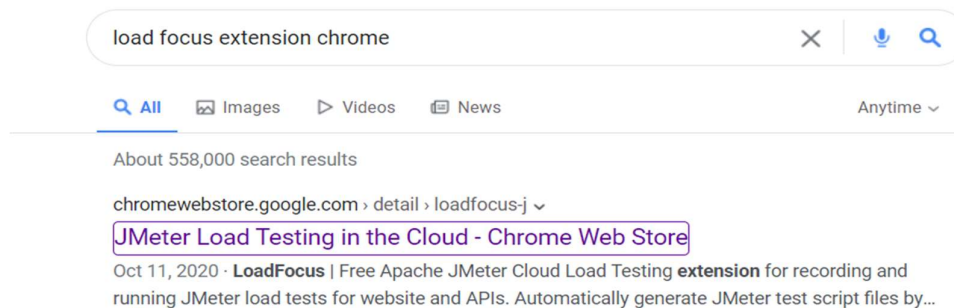 load focus extension chrome
All Images Videos News Anytime
About 558,000 search results
chromewebstore.google.com › detail › loadfocus-j
JMeter Load Testing in the Cloud - Chrome Web Store
Oct 11, 2020 · LoadFocus | Free Apache JMeter Cloud Load Testing extension for recording and
running JMeter load tests for website and APIs. Automatically generate JMeter test script files by…